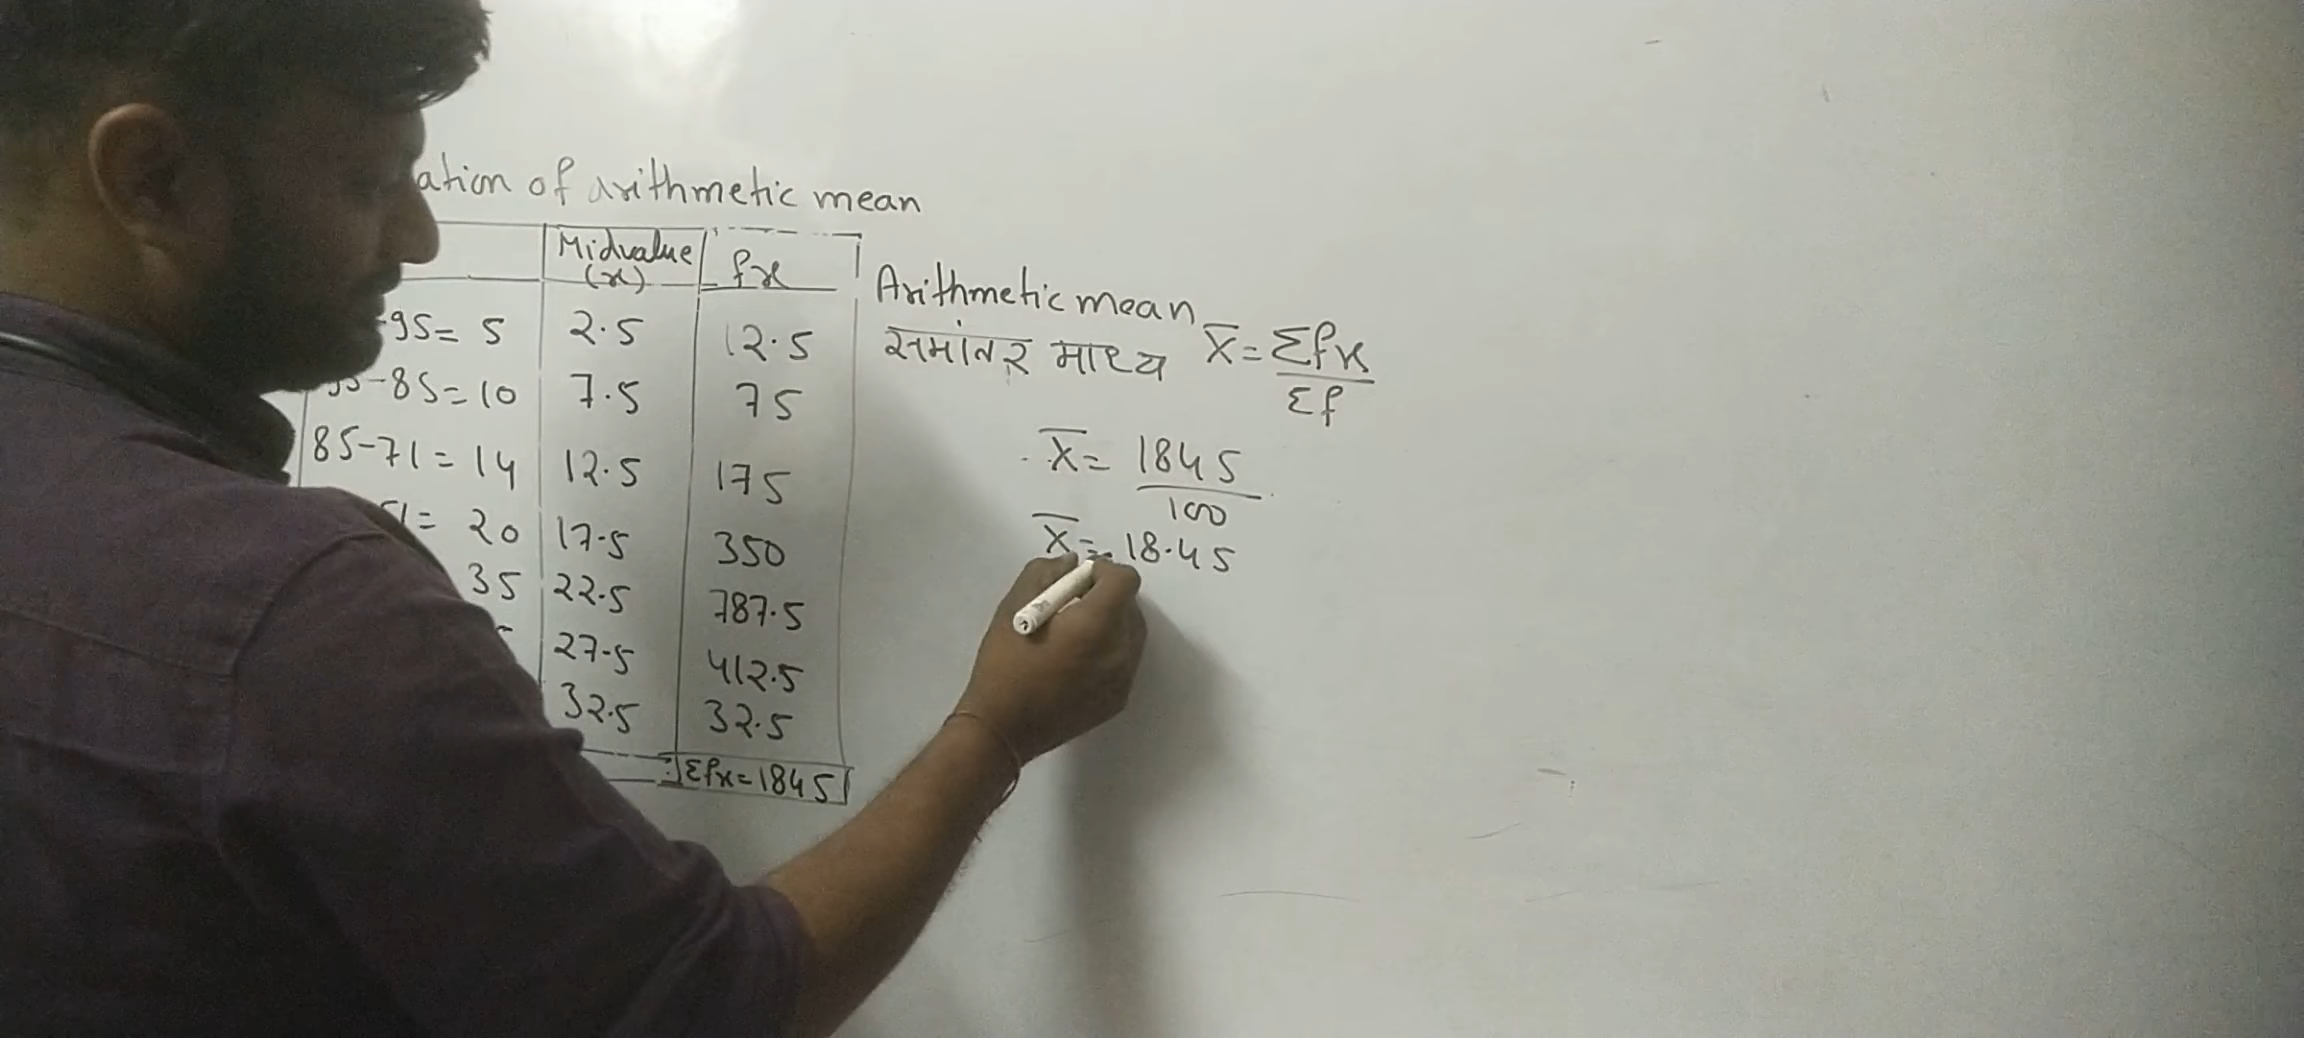 ation of arithmetic mean
Midvalue (x) fx
-95= 5 2.5 12.5
-85=10 7.5 75
85-71= 14 12.5 175
= 20 17.5 350
35 22.5 787.5
27.5 412.5
32.5 32.5
Σfx=1845
Arithmetic mean
समांतर माध्य X̅= Σfx / Σf
X̅= 1845 / 100
X̅= 18.45